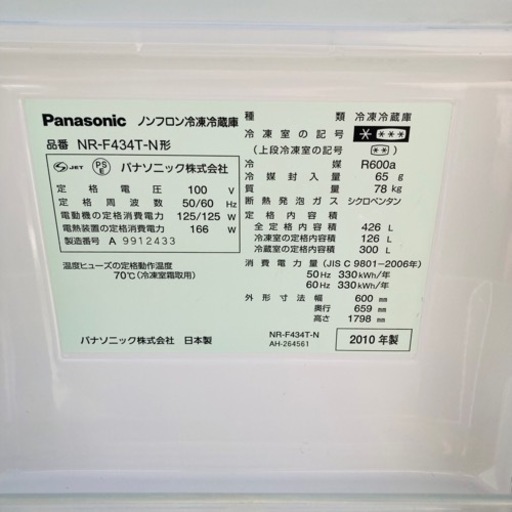 Panasonic ノンフロン冷凍冷蔵庫
品番 NR-F434T-N形
JET PS E パナソニック株式会社
定格電圧 100 V
定格周波数 50/60 Hz
電動機の定格消費電力 125/125 W
電熱装置の定格消費電力 166 W
製造番号 A 9912433
温度ヒューズの定格動作温度
70℃(冷凍室霜取用)
パナソニック株式会社 日本製
種類 冷凍冷蔵庫
冷凍室の記号 * ***
(上段冷凍室の記号 **)
冷媒 R600a
冷媒封入量 65 g
質量 78 kg
断熱発泡ガス シクロペンタン
定格内容積
全定格内容積 426 L
冷凍室の定格内容積 126 L
冷蔵室の定格内容積 300 L
消費電力量 (JIS C 9801-2006年)
50Hz 330kWh/年
60Hz 330kWh/年
外形寸法 幅 600 mm
奥行 659 mm
高さ 1798 mm
NR-F434T-N
AH-264561
2010年製